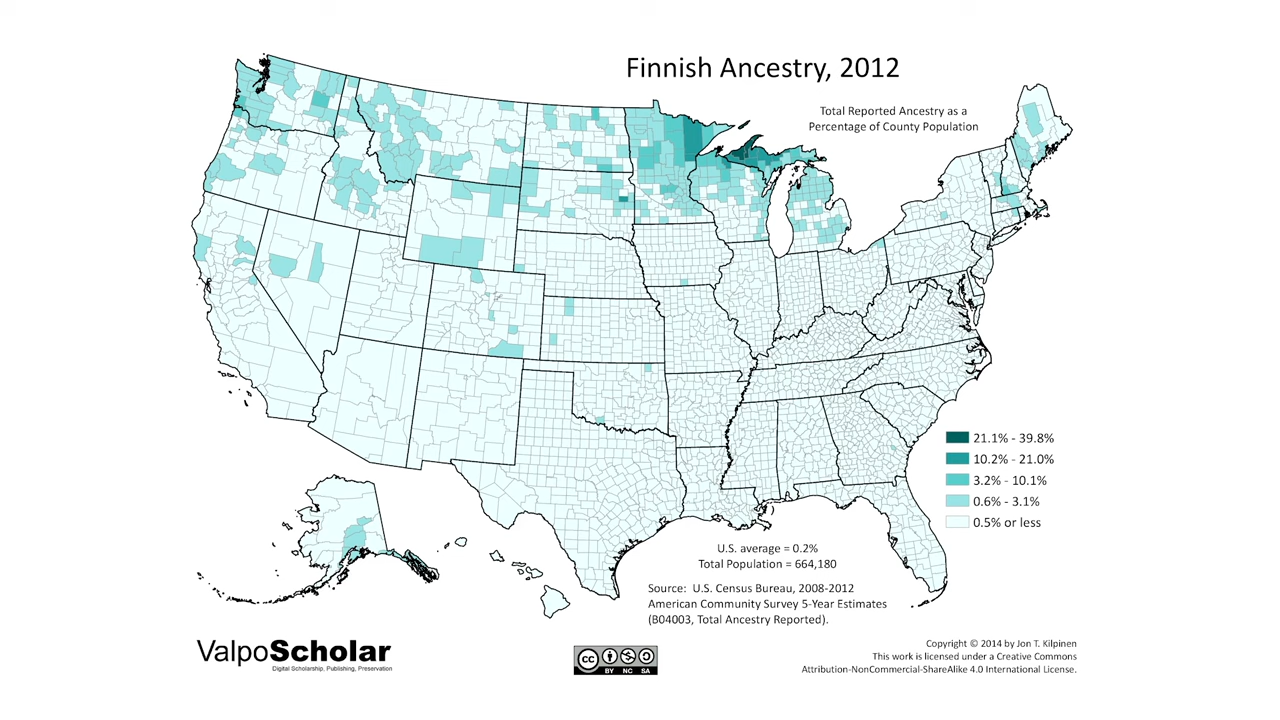 Finnish Ancestry, 2012
Total Reported Ancestry as a
Percentage of County Population
21.1% - 39.8%
10.2% - 21.0%
3.2% - 10.1%
0.6% - 3.1%
0.5% or less
U.S. average = 0.2%
Total Population = 664,180
Source:  U.S. Census Bureau, 2008-2012
American Community Survey 5-Year Estimates
(B04003, Total Ancestry Reported).
ValpoScholar
Digital Scholarship, Publishing, Preservation
cc
BY NC SA
Copyright © 2014 by Jon T. Kilpinen
This work is licensed under a Creative Commons
Attribution-NonCommercial-ShareAlike 4.0 International License.